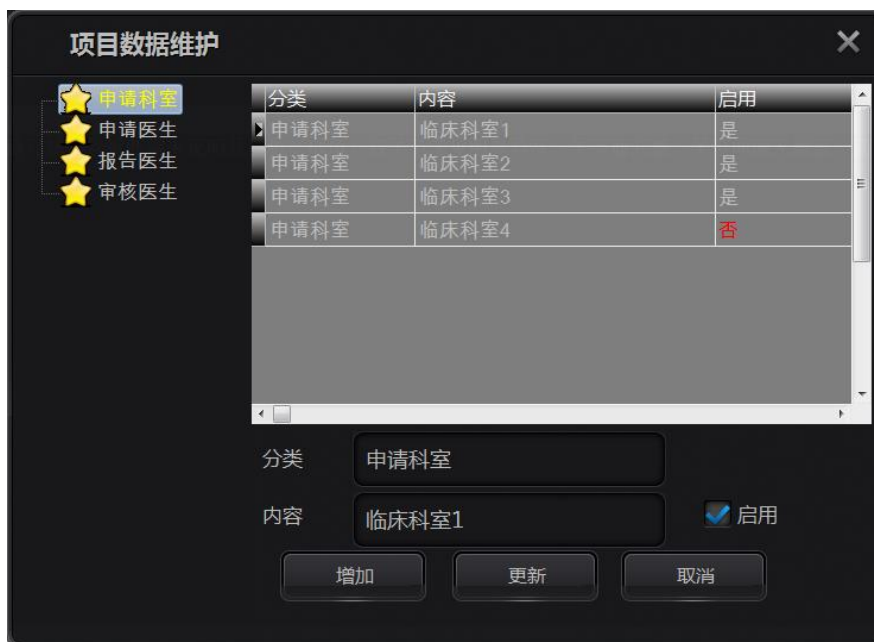 项目数据维护
申请科室
申请医生
报告医生
审核医生
分类 内容 启用
申请科室 临床科室1 是
申请科室 临床科室2 是
申请科室 临床科室3 是
申请科室 临床科室4 否
分类 申请科室
内容 临床科室1 启用
增加 更新 取消